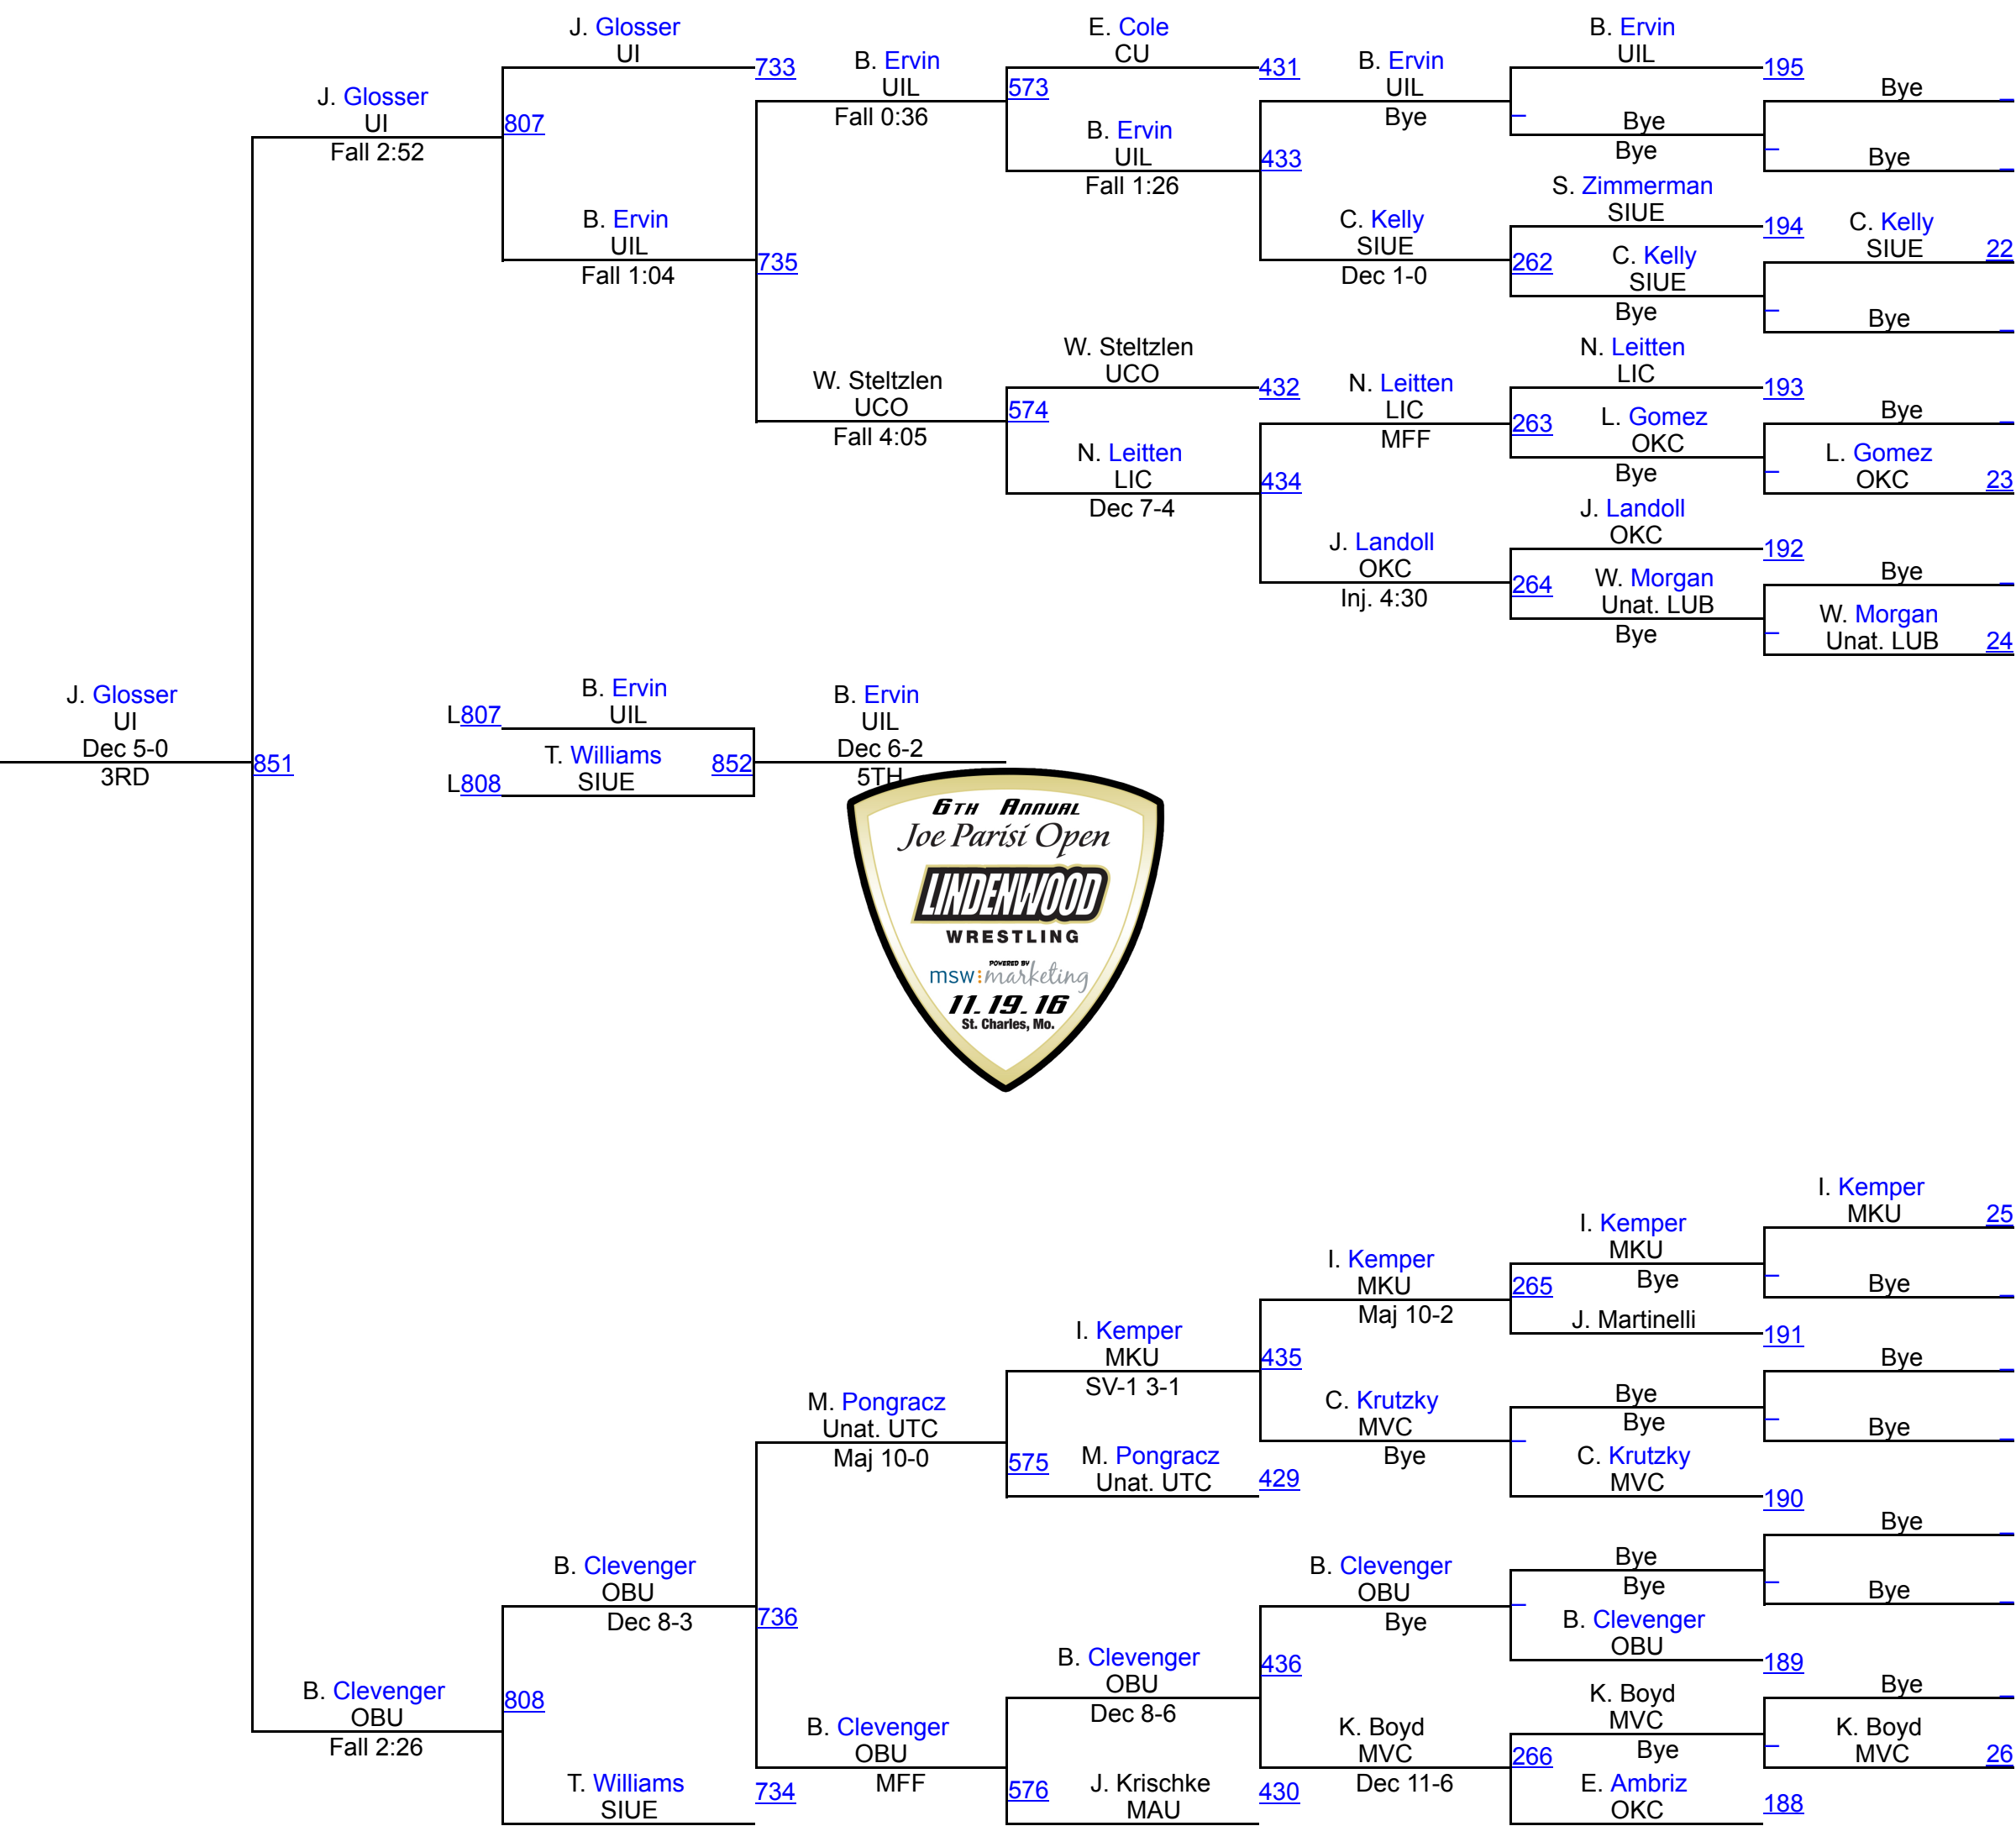 J. Glosser
UI
733
J. Glosser
UI
Fall 2:52
807
B. Ervin
UIL
Fall 1:04
735
B. Ervin
UIL
Fall 0:36
573
E. Cole
CU
431
B. Ervin
UIL
Fall 1:26
433
B. Ervin
UIL
Bye
B. Ervin
UIL
195
Bye
Bye
Bye
Bye
C. Kelly
SIUE
Dec 1-0
262
S. Zimmerman
SIUE
194
C. Kelly
SIUE
Bye
C. Kelly
SIUE
22
Bye
W. Steltzlen
UCO
Fall 4:05
574
W. Steltzlen
UCO
432
N. Leitten
LIC
Dec 7-4
434
N. Leitten
LIC
MFF
263
N. Leitten
LIC
193
L. Gomez
OKC
Bye
Bye
L. Gomez
OKC
23
J. Landoll
OKC
Inj. 4:30
264
J. Landoll
OKC
192
W. Morgan
Unat. LUB
Bye
Bye
W. Morgan
Unat. LUB
24
J. Glosser
UI
Dec 5-0
3RD
851
L807
B. Ervin
UIL
L808
T. Williams
SIUE
852
B. Ervin
UIL
Dec 6-2
5TH
6TH ANNUAL
Joe Parisi Open
LINDENWOOD
WRESTLING
POWERED BY
msw marketing
11.19.16
St. Charles, Mo.
I. Kemper
MKU
25
Bye
I. Kemper
MKU
Bye
265
J. Martinelli
191
I. Kemper
MKU
Maj 10-2
I. Kemper
MKU
SV-1 3-1
435
C. Krutzky
MVC
Bye
Bye
Bye
Bye
Bye
C. Krutzky
MVC
190
M. Pongracz
Unat. UTC
Maj 10-0
575
M. Pongracz
Unat. UTC
429
B. Clevenger
OBU
Dec 8-3
736
B. Clevenger
OBU
Bye
Bye
Bye
Bye
Bye
B. Clevenger
OBU
189
B. Clevenger
OBU
Dec 8-6
436
B. Clevenger
OBU
Fall 2:26
808
B. Clevenger
OBU
MFF
576
J. Krischke
MAU
430
K. Boyd
MVC
Dec 11-6
266
K. Boyd
MVC
Bye
Bye
K. Boyd
MVC
26
E. Ambriz
OKC
188
T. Williams
SIUE
734